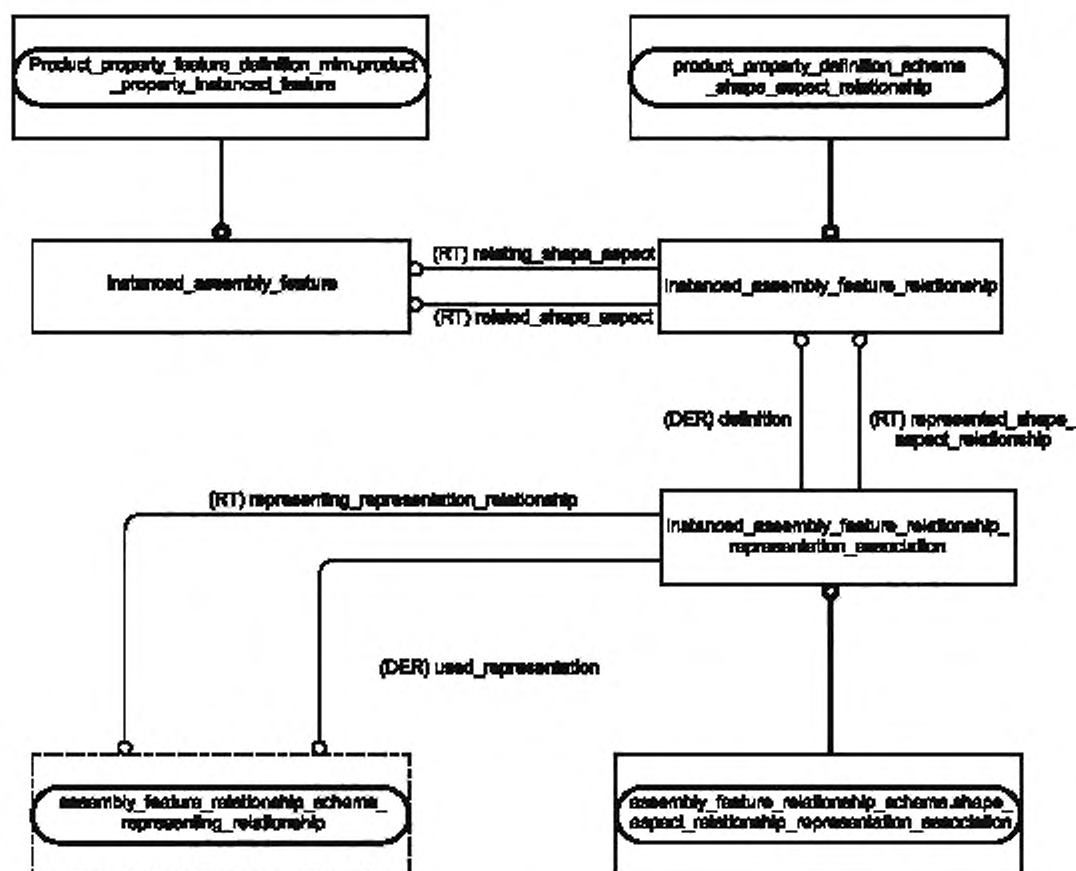 Product_property_feature_definition_mim.product
_property_instanced_feature
product_property_definition_schema
_shape_aspect_relationship
instanced_assembly_feature
(RT) relating_shape_aspect
(RT) related_shape_aspect
instanced_assembly_feature_relationship
(DER) definition
(RT) represented_shape_
aspect_relationship
(RT) representing_representation_relationship
instanced_assembly_feature_relationship_
representation_association
(DER) used_representation
assembly_feature_relationship_schema_
representing_relationship
assembly_feature_relationship_schema.shape_
aspect_relationship_representation_association